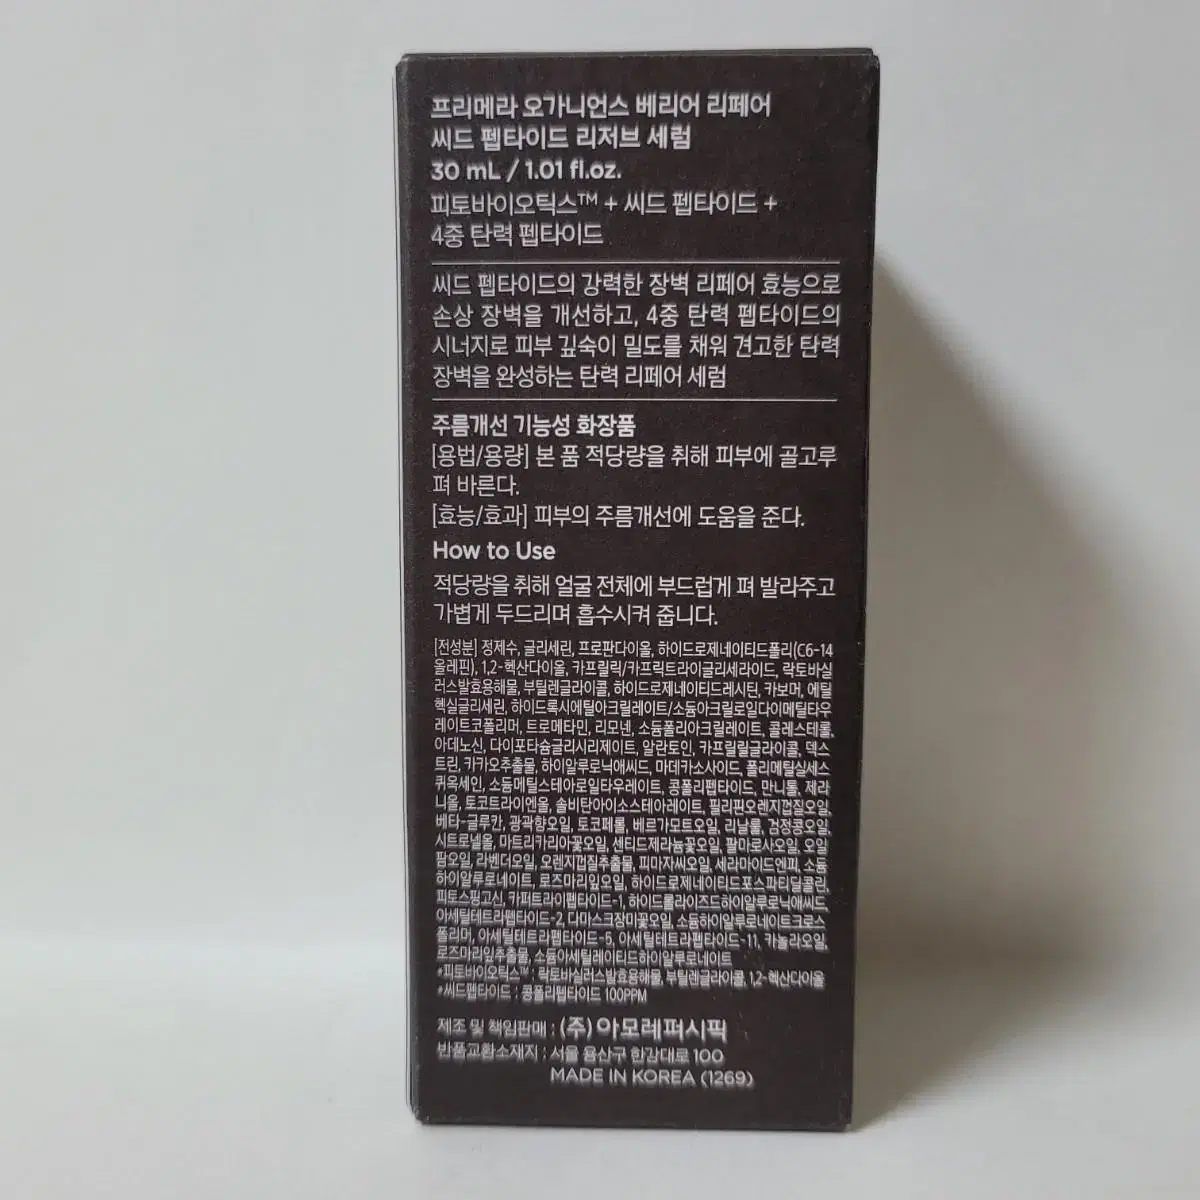 프리메라 오가니언스 베리어 리페어
씨드 펩타이드 리저브 세럼
30 mL / 1.01 fl.oz.
피토바이오틱스™ + 씨드 펩타이드 +
4중 탄력 펩타이드
씨드 펩타이드의 강력한 장벽 리페어 효능으로
손상 장벽을 개선하고, 4중 탄력 펩타이드의
시너지로 피부 깊숙이 밀도를 채워 견고한 탄력
장벽을 완성하는 탄력 리페어 세럼
주름개선 기능성 화장품
[용법/용량] 본 품 적당량을 취해 피부에 골고루
펴 바른다.
[효능/효과] 피부의 주름개선에 도움을 준다.
How to Use
적당량을 취해 얼굴 전체에 부드럽게 펴 발라주고
가볍게 두드리며 흡수시켜 줍니다.
[전성분] 정제수, 글리세린, 프로판다이올, 하이드로제네이티드폴리(C6-14
올레핀), 1,2-헥산다이올, 카프릴릭/카프릭트라이글리세라이드, 락토바실
러스발효용해물, 부틸렌글라이콜, 하이드로제네이티드레시틴, 카보머, 에틸
헥실글리세린, 하이드록시에틸아크릴레이트/소듐아크릴로일다이메틸타우
레이트코폴리머, 트로메타민, 리모넨, 소듐폴리아크릴레이트, 콜레스테롤,
아데노신, 다이포타슘글리시리제이트, 알란토인, 카프릴릴글라이콜, 덱스
트린, 카카오추출물, 하이알루로닉애씨드, 마데카소사이드, 폴리메틸실세스
퀴옥세인, 소듐메틸스테아로일타우레이트, 콩폴리펩타이드, 만니톨, 제라
니올, 토코트라이엔올, 솔비탄아이소스테아레이트, 필리핀오렌지껍질오일,
베타-글루칸, 광곽향오일, 토코페롤, 베르가모트오일, 리날룰, 검정콩오일,
시트로넬올, 마트리카리아꽃오일, 센티드제라늄꽃오일, 팔마로사오일, 오일
팜오일, 라벤더오일, 오렌지껍질추출물, 피마자씨오일, 세라마이드엔피, 소듐
하이알루로네이트, 로즈마리잎오일, 하이드로제네이티드포스파티딜콜린,
피토스핑고신, 카퍼트라이펩타이드-1, 하이드롤라이즈드하이알루로닉애씨드,
아세틸테트라펩타이드-2, 다마스크장미꽃오일, 소듐하이알루로네이트크로스
폴리머, 아세틸테트라펩타이드-5, 아세틸테트라펩타이드-11, 카놀라오일,
로즈마리잎추출물, 소듐아세틸레이티드하이알루로네이트
*피토바이오틱스™ : 락토바실러스발효용해물, 부틸렌글라이콜, 1,2-헥산다이올
*씨드펩타이드 : 콩폴리펩타이드 100PPM
제조 및 책임판매 : (주) 아모레퍼시픽
반품교환소재지 : 서울 용산구 한강대로 100
MADE IN KOREA (1269)